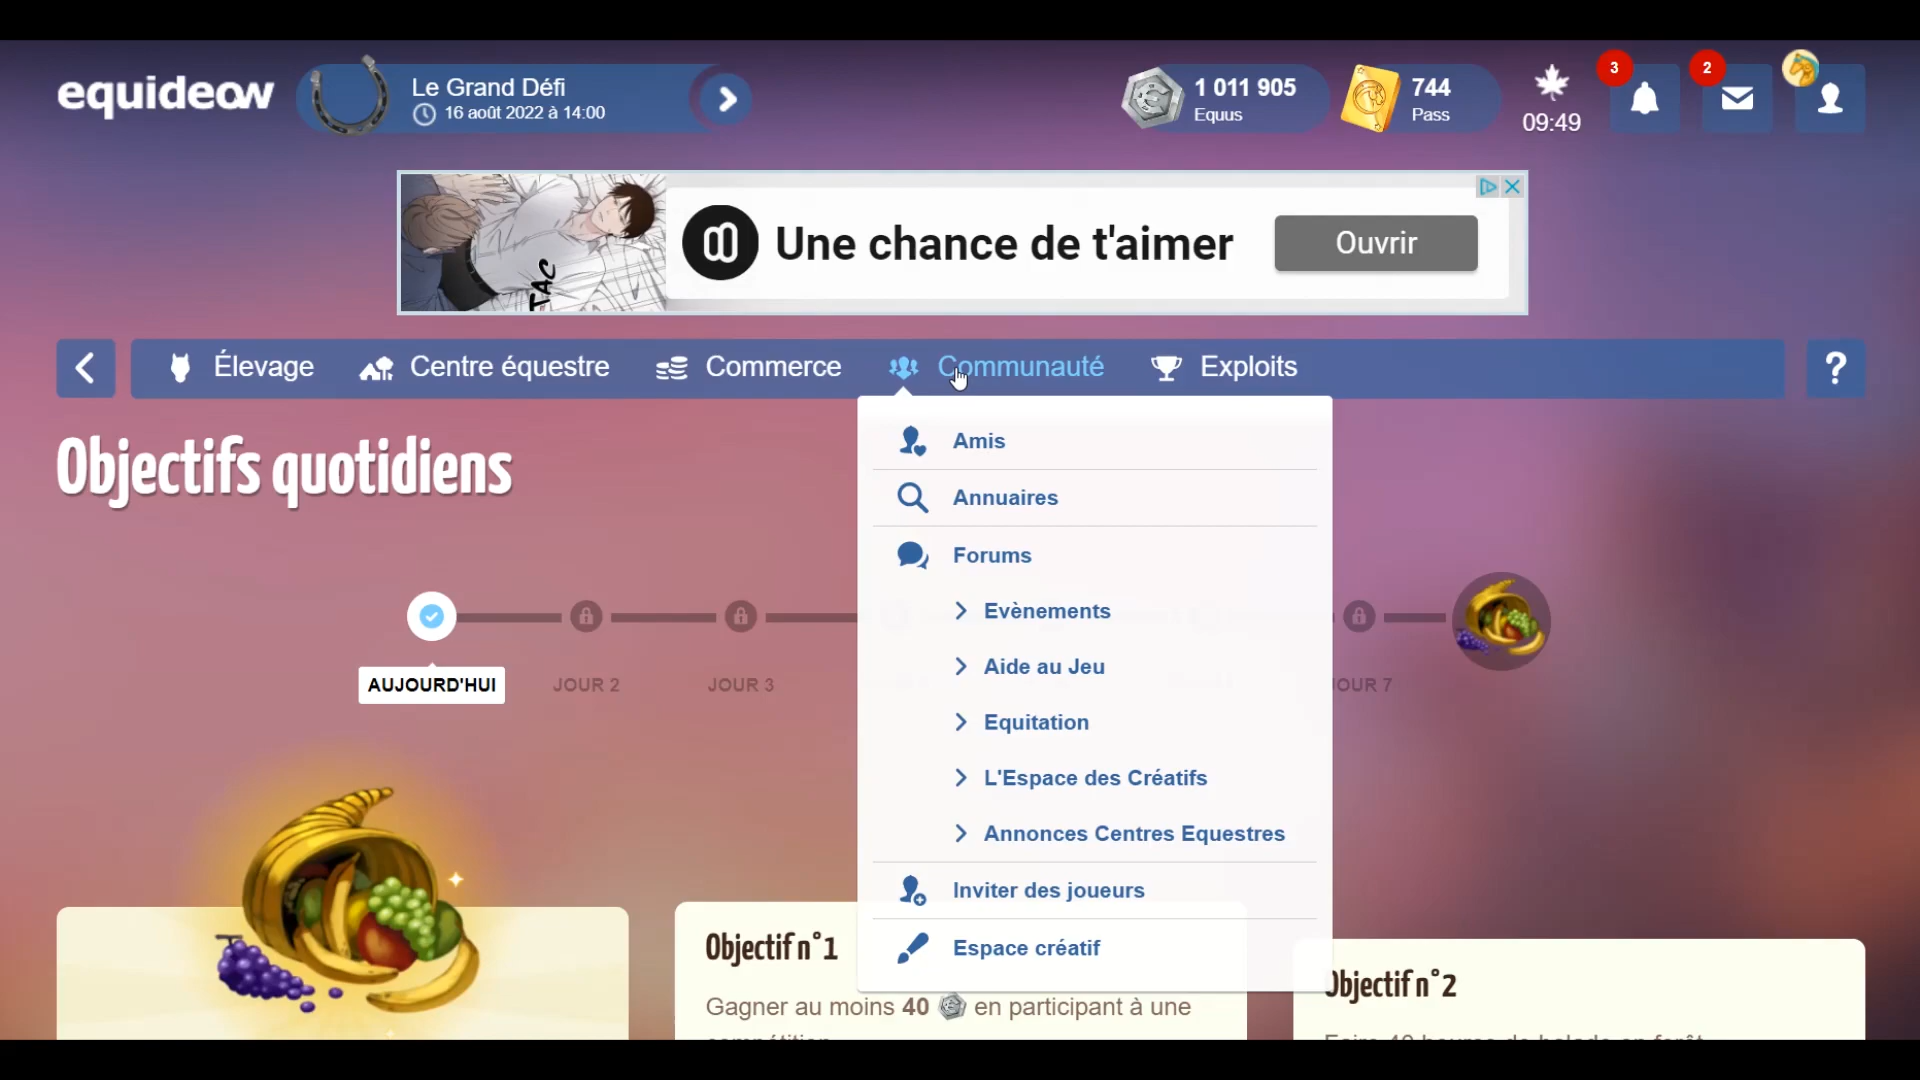 equideow
Le Grand Défi
16 août 2022 à 14:00
1 011 905
Equus
744
Pass
09:49
3
2
TAC
Une chance de t'aimer
Ouvrir
Élevage
Centre équestre
Commerce
Communauté
Exploits
?
Objectifs quotidiens
Amis
Annuaires
Forums
Evènements
Aide au Jeu
Equitation
L'Espace des Créatifs
Annonces Centres Equestres
Inviter des joueurs
Espace créatif
AUJOURD'HUI
JOUR 2
JOUR 3
JOUR 7
Objectif n°1
Gagner au moins 40 en participant à une
Objectif n°2